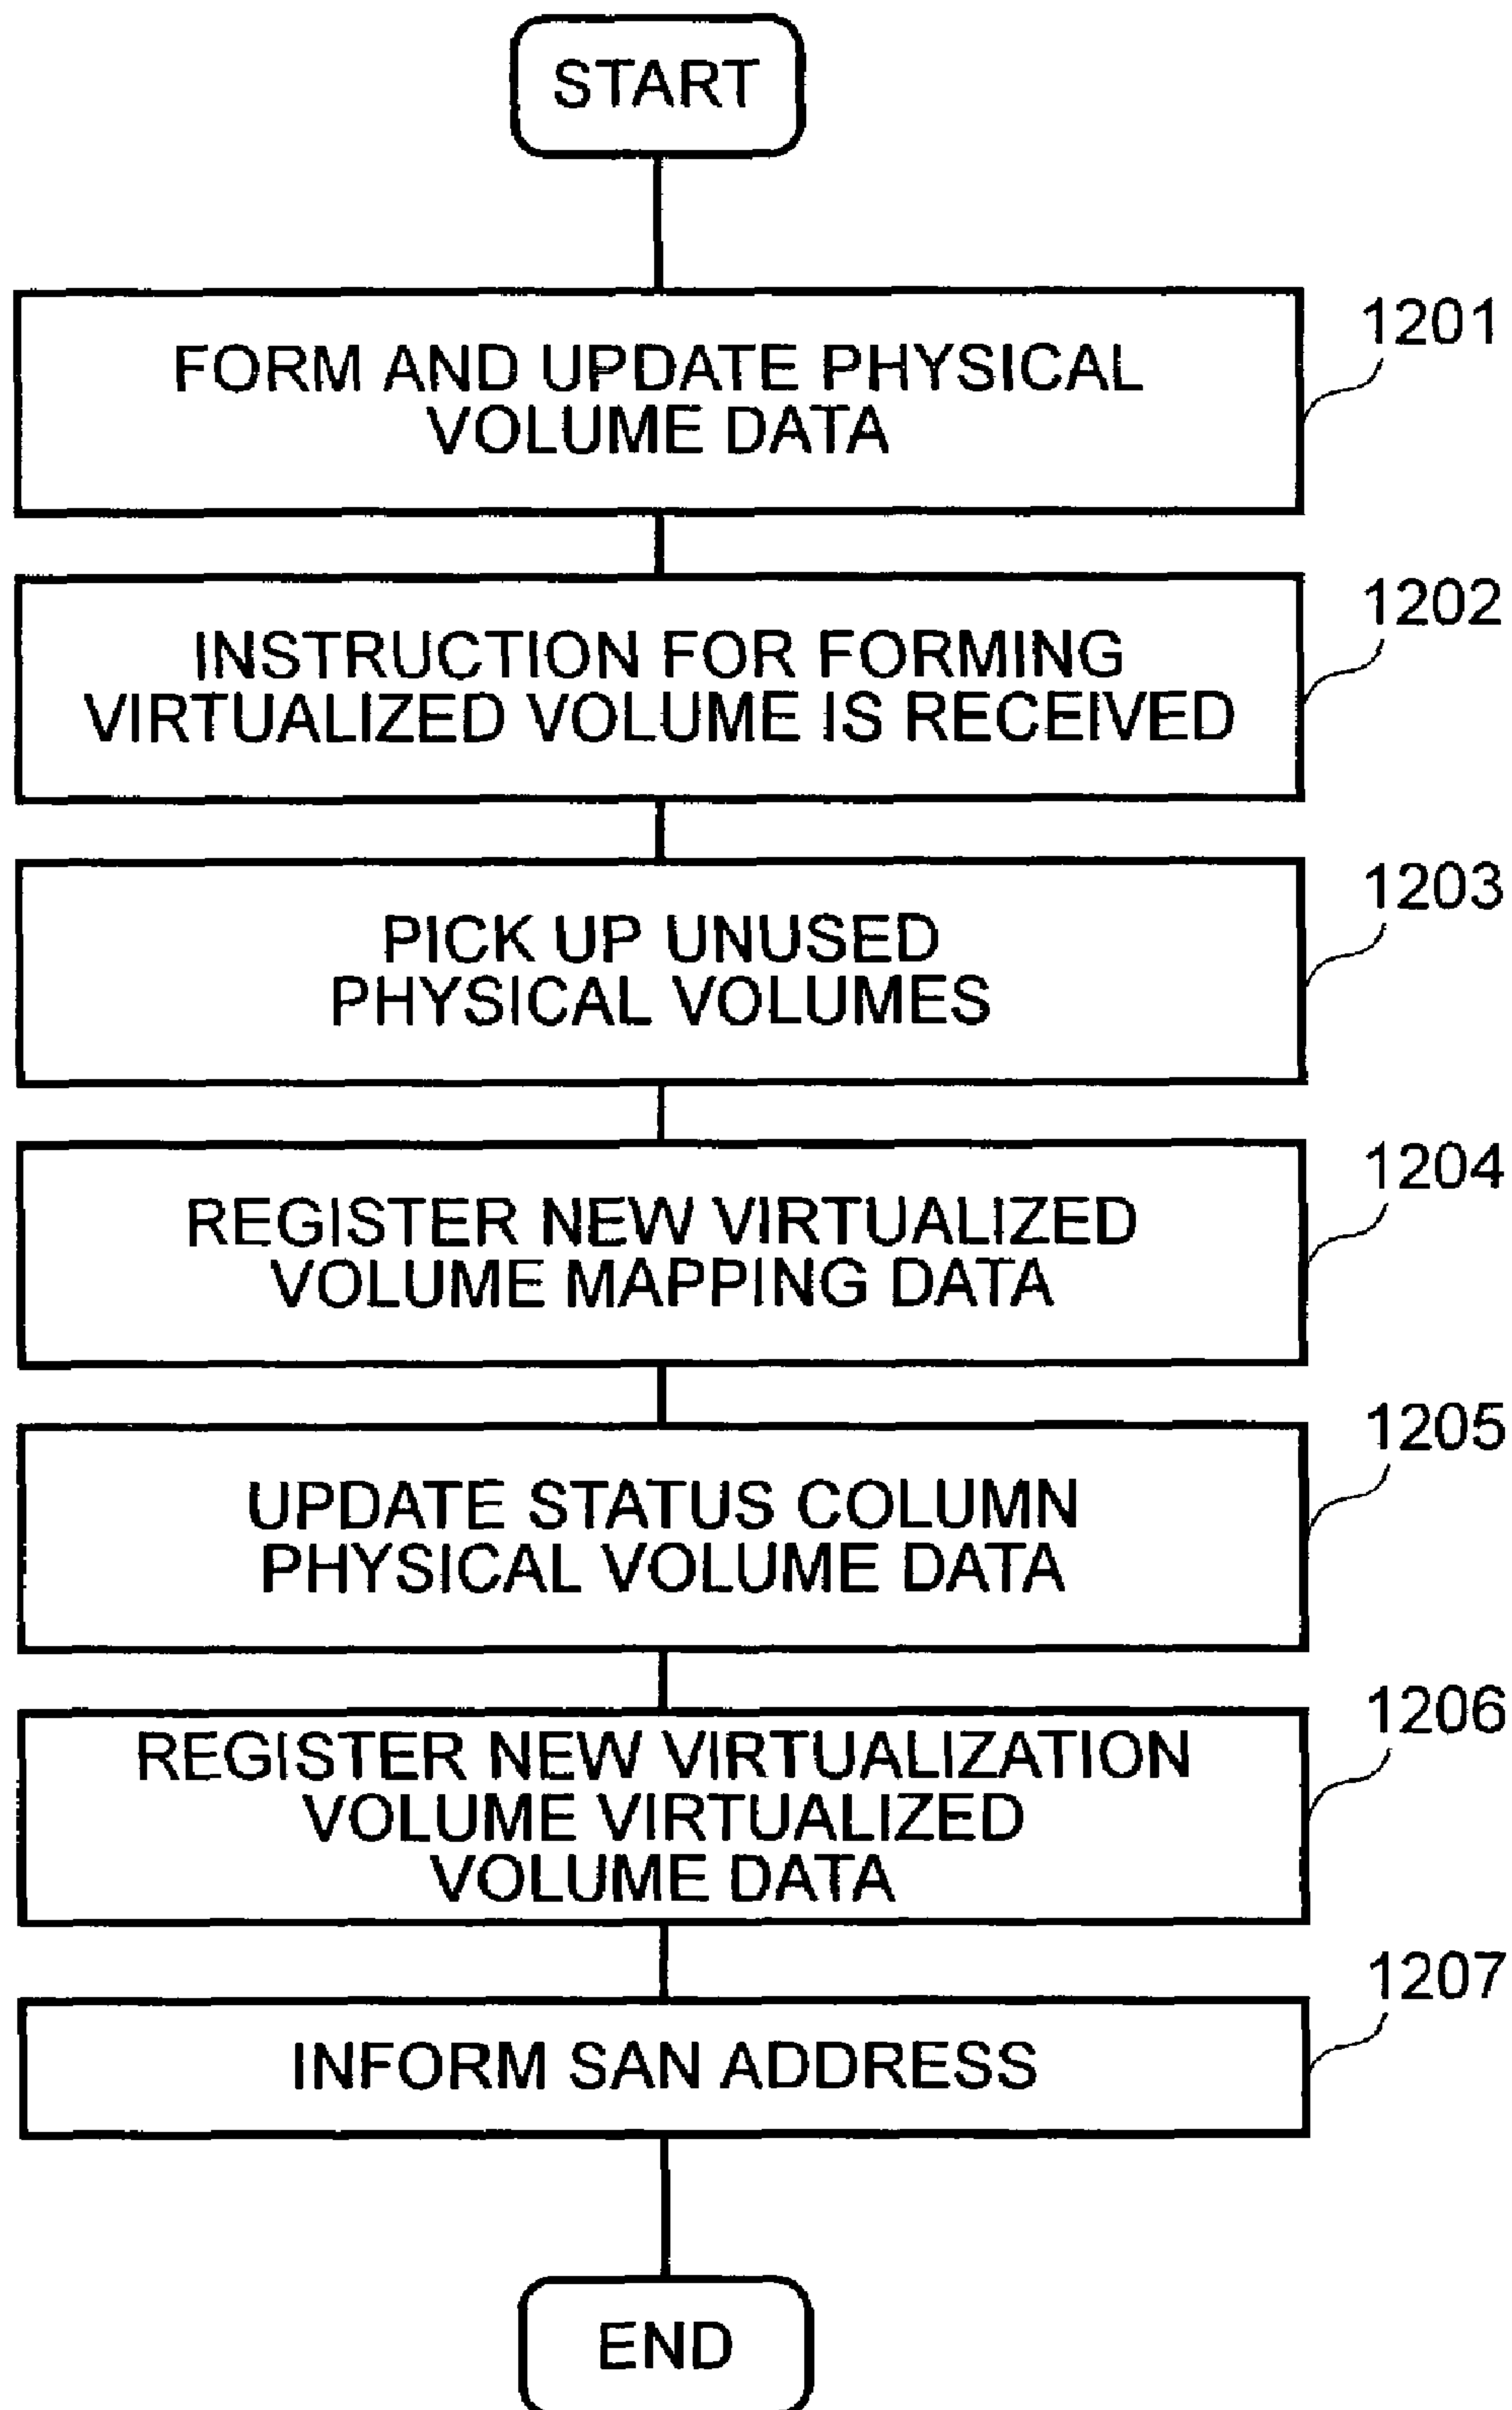 START
1201
FORM AND UPDATE PHYSICAL
VOLUME DATA
1202
INSTRUCTION FOR FORMING
VIRTUALIZED VOLUME IS RECEIVED
1203
PICK UP UNUSED
PHYSICAL VOLUMES
1204
REGISTER NEW VIRTUALIZED
VOLUME MAPPING DATA
1205
UPDATE STATUS COLUMN
PHYSICAL VOLUME DATA
1206
REGISTER NEW VIRTUALIZATION
VOLUME VIRTUALIZED
VOLUME DATA
1207
INFORM SAN ADDRESS
END